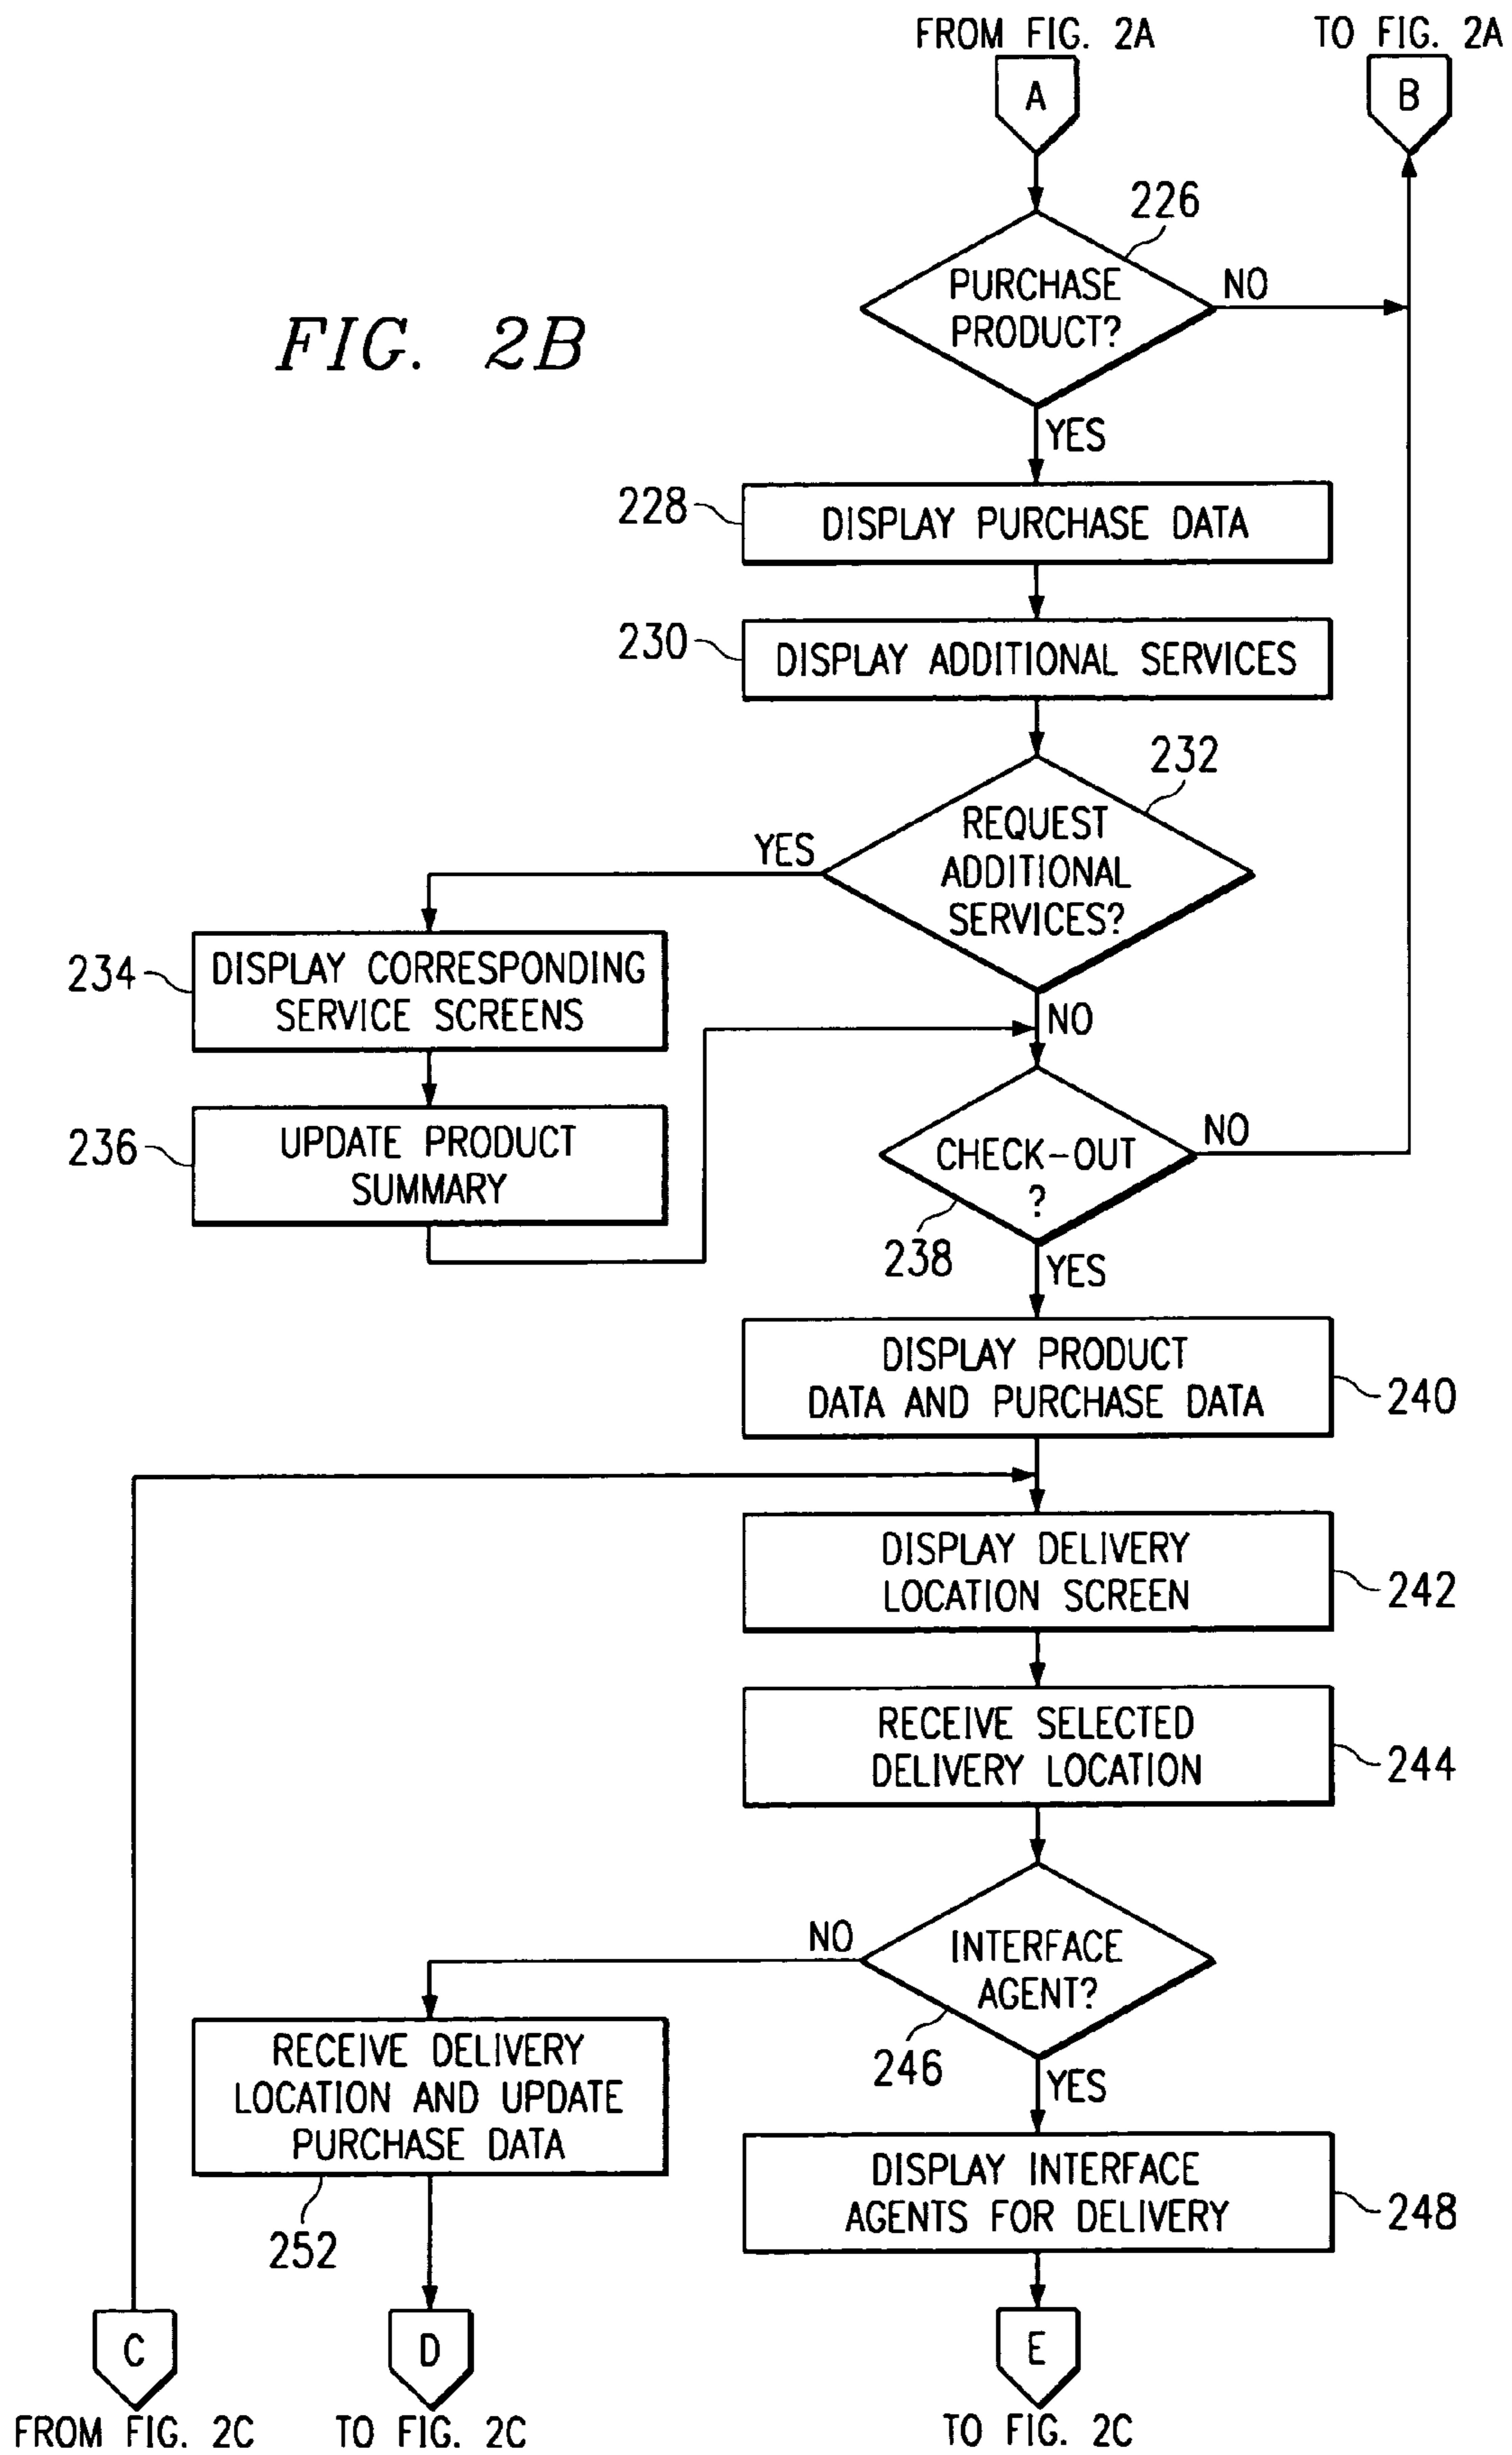 FROM FIG. 2A
TO FIG. 2A
A
B
226
PURCHASE
PRODUCT?
NO
FIG. 2B
YES
228
DISPLAY PURCHASE DATA
230
DISPLAY ADDITIONAL SERVICES
232
REQUEST
ADDITIONAL
SERVICES?
YES
234
DISPLAY CORRESPONDING
SERVICE SCREENS
NO
236
UPDATE PRODUCT
SUMMARY
CHECK-OUT
?
NO
238
YES
DISPLAY PRODUCT
DATA AND PURCHASE DATA
240
DISPLAY DELIVERY
LOCATION SCREEN
242
RECEIVE SELECTED
DELIVERY LOCATION
244
NO
INTERFACE
AGENT?
246
YES
RECEIVE DELIVERY
LOCATION AND UPDATE
PURCHASE DATA
252
DISPLAY INTERFACE
AGENTS FOR DELIVERY
248
C
D
E
FROM FIG. 2C
TO FIG. 2C
TO FIG. 2C